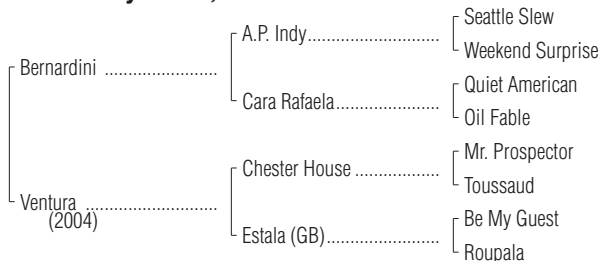 Seattle Slew
A.P. Indy
Weekend Surprise
Bernardini
Quiet American
Cara Rafaela
Oil Fable
Mr. Prospector
Chester House
Toussaud
Ventura
(2004)
Be My Guest
Estala (GB)
Roupala